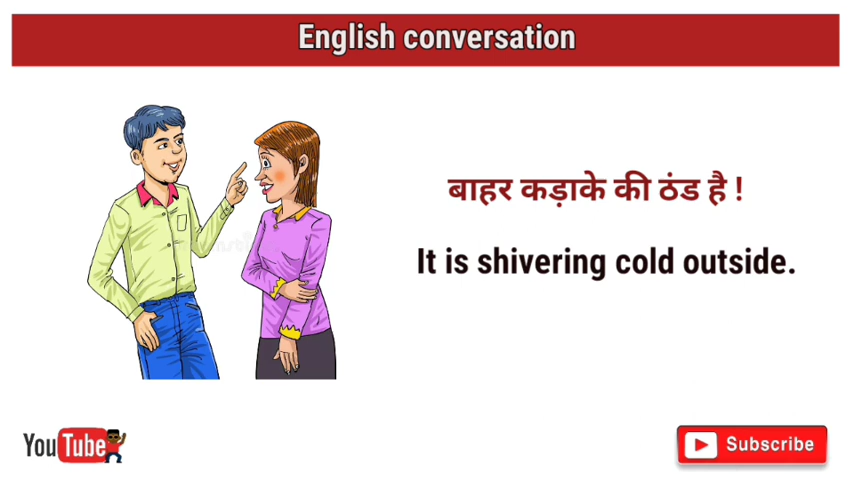 English conversation
बाहर कड़ाके की ठंड है !
It is shivering cold outside.
YouTube
Subscribe